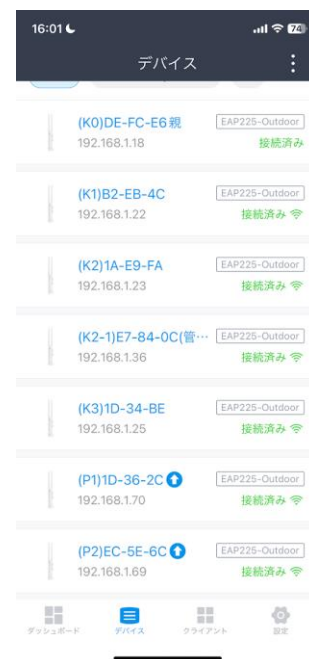 16:01 74
デバイス
(K0)DE-FC-E6親 EAP225-Outdoor
192.168.1.18 接続済み
(K1)B2-EB-4C EAP225-Outdoor
192.168.1.22 接続済み
(K2)1A-E9-FA EAP225-Outdoor
192.168.1.23 接続済み
(K2-1)E7-84-0C(管… EAP225-Outdoor
192.168.1.36 接続済み
(K3)1D-34-BE EAP225-Outdoor
192.168.1.25 接続済み
(P1)1D-36-2C EAP225-Outdoor
192.168.1.70 接続済み
(P2)EC-5E-6C EAP225-Outdoor
192.168.1.69 接続済み
ダッシュボード デバイス クライアント 設定